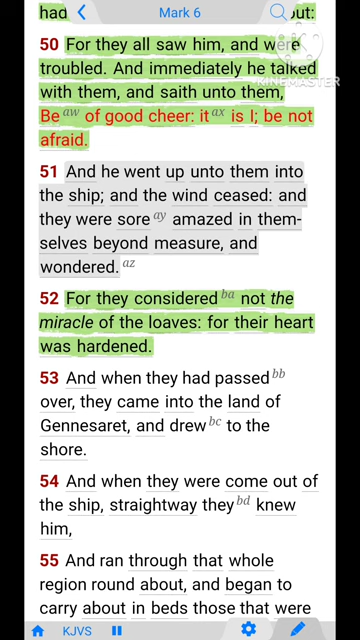 had
Mark 6
out:
50 For they all saw him, and were
troubled. And immediately he talked
with them, and saith unto them,
KINEMASTER
Be aw of good cheer: it ax is I; be not
afraid.
51 And he went up unto them into
the ship; and the wind ceased: and
they were sore ay amazed in them-
selves beyond measure, and
wondered. az
52 For they considered ba not the
miracle of the loaves: for their heart
was hardened.
53 And when they had passed bb
over, they came into the land of
Gennesaret, and drew bc to the
shore.
54 And when they were come out of
the ship, straightway they bd knew
him,
55 And ran through that whole
region round about, and began to
carry about in beds those that were
KJVS